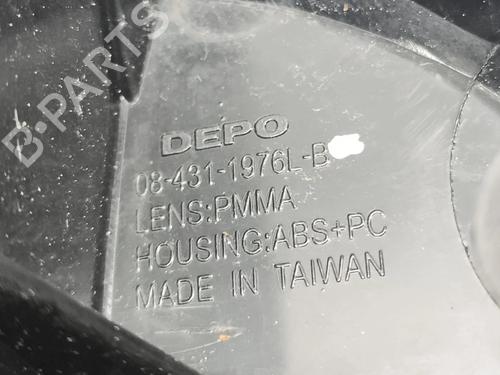 B-PARTS
DEPO
08-431-1976L-B
LENS:PMMA
HOUSING:ABS+PC
MADE IN TAIWAN